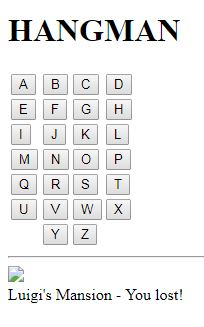 HANGMAN
A B C D
E F G H
I J K L
M N O P
Q R S T
U V W X
Y Z
Luigi's Mansion - You lost!